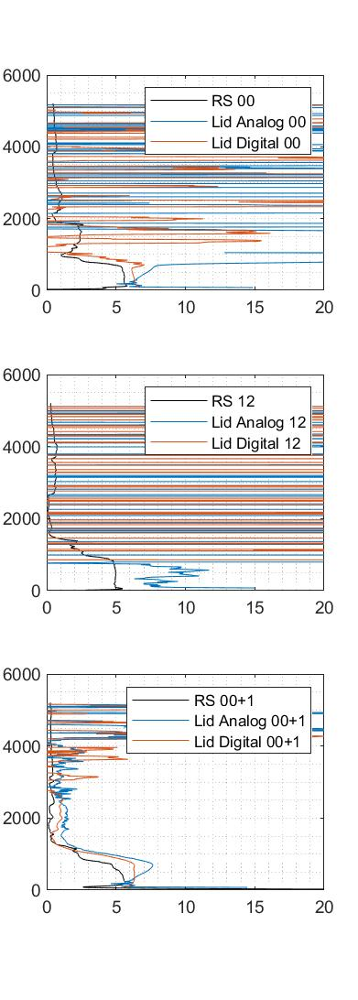 6000
RS 00
Lid Analog 00
4000
Lid Digital 00
2000
0
0 5 10 15 20
6000
RS 12
Lid Analog 12
4000
Lid Digital 12
2000
0
0 5 10 15 20
6000
RS 00+1
Lid Analog 00+1
4000
Lid Digital 00+1
2000
0
0 5 10 15 20